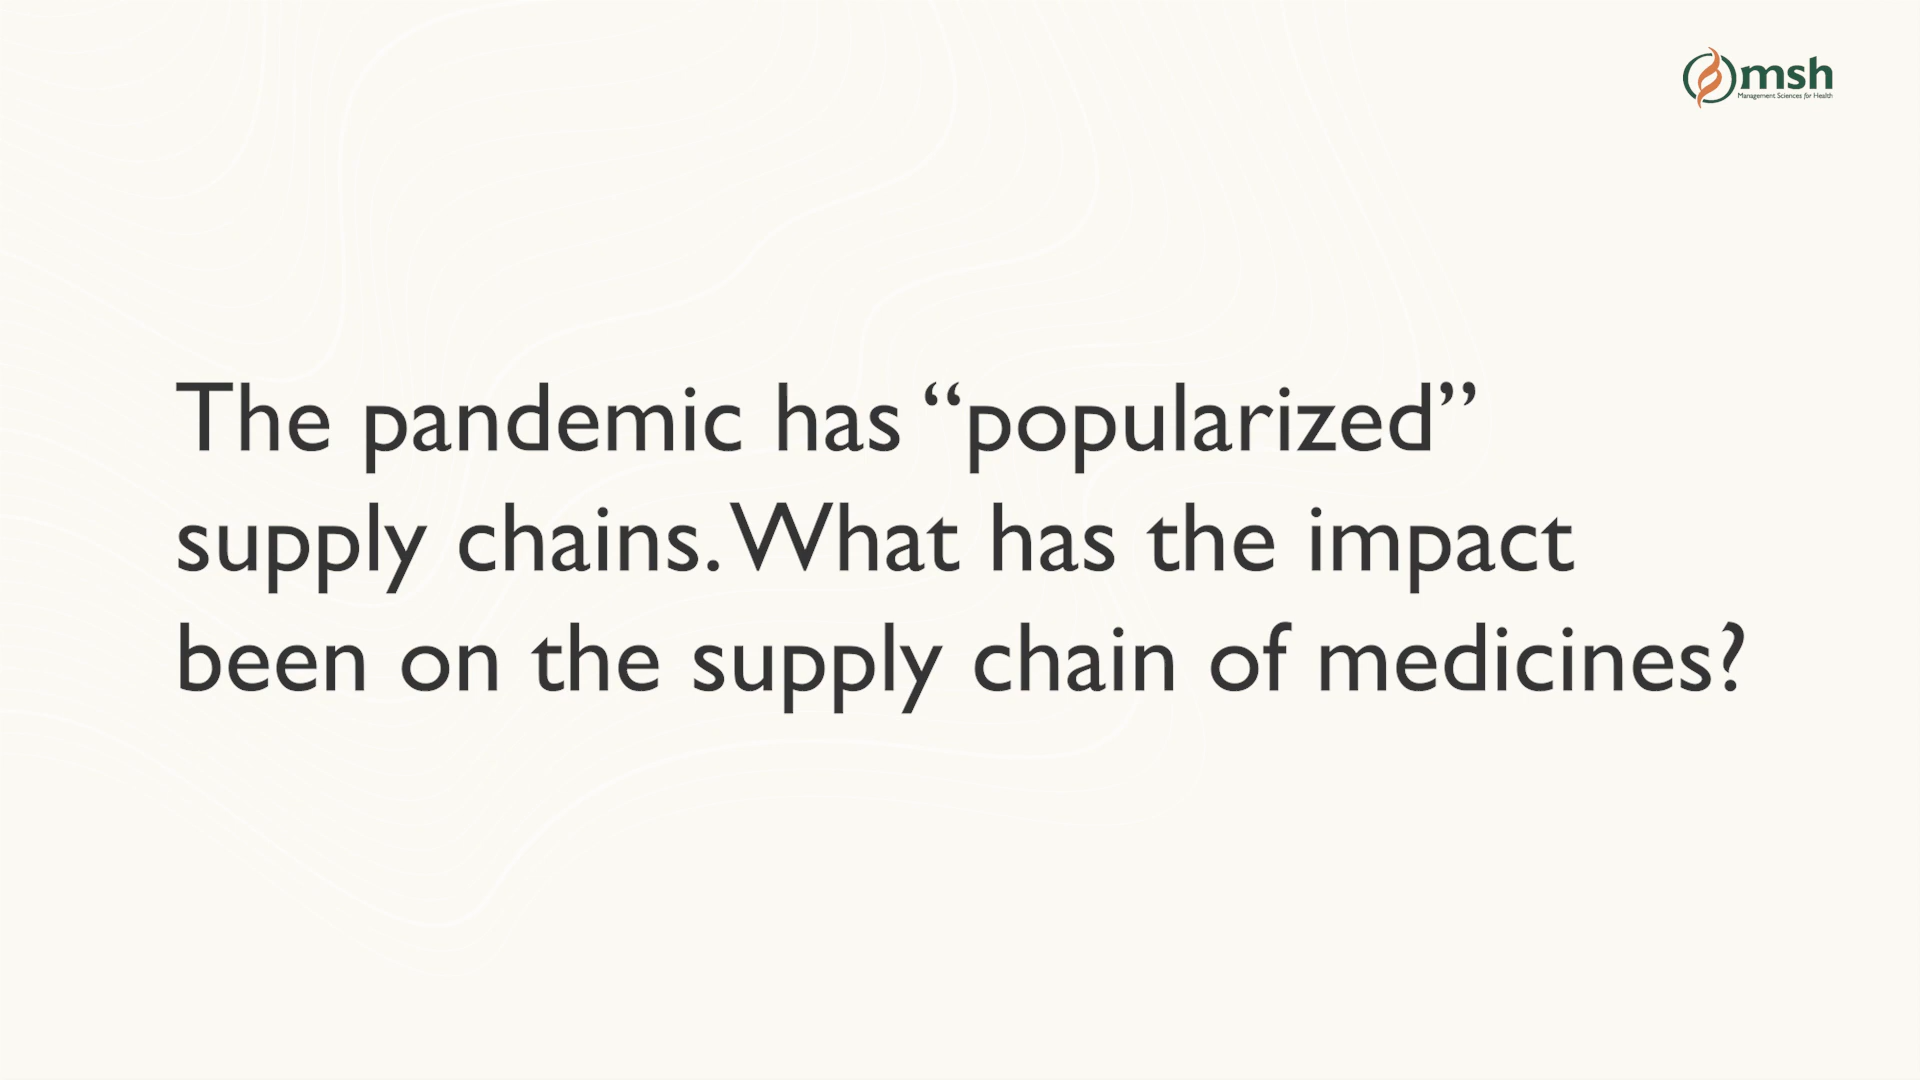 msh
Management Sciences for Health
The pandemic has “popularized”
supply chains. What has the impact
been on the supply chain of medicines?